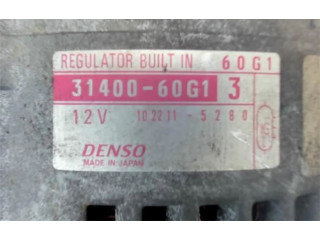 REGULATOR BUILT IN 60G1
31400-60G1 3
12V 102211-5280
DENSO
MADE IN JAPAN